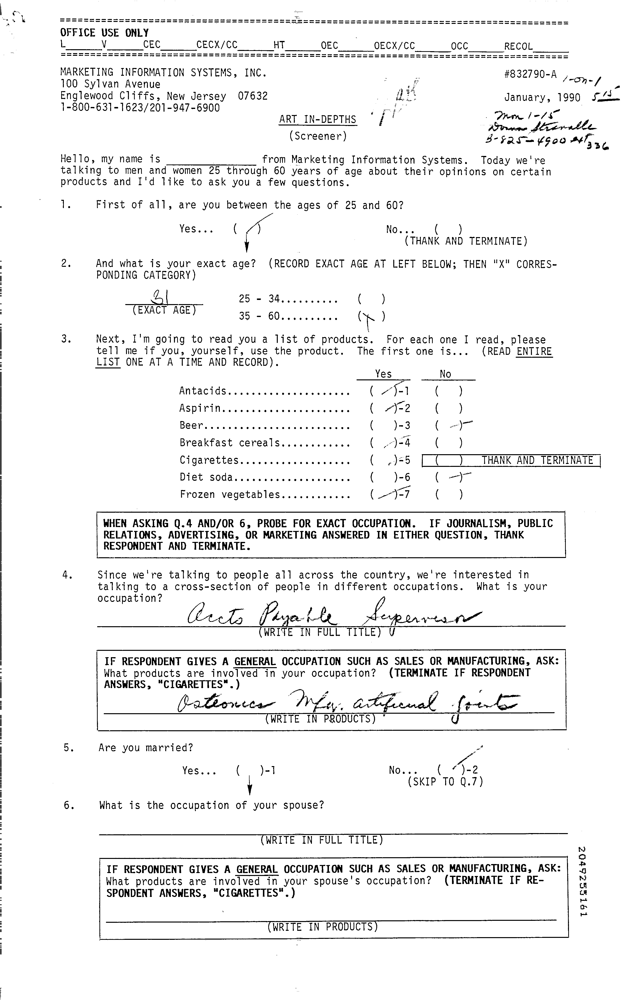 OFFICE USE ONLY
L____V____CEC____CECX/CC____HT____OEC____OECX/CC____OCC____RECOL____
MARKETING INFORMATION SYSTEMS, INC. #832790-A 1-on-1
100 Sylvan Avenue
Englewood Cliffs, New Jersey 07632 January, 1990 5:15
1-800-631-1623/201-947-6900 Mon 1-15
ART IN-DEPTHS Donna
(Screener) 3-825-4900 336
Hello, my name is ______________ from Marketing Information Systems. Today we're
talking to men and women 25 through 60 years of age about their opinions on certain
products and I'd like to ask you a few questions.
1. First of all, are you between the ages of 25 and 60?
Yes... ( ) No... ( )
(THANK AND TERMINATE)
2. And what is your exact age? (RECORD EXACT AGE AT LEFT BELOW; THEN "X" CORRES-
PONDING CATEGORY)
31 25 - 34.......... ( )
(EXACT AGE) 35 - 60.......... ( )
3. Next, I'm going to read you a list of products. For each one I read, please
tell me if you, yourself, use the product. The first one is... (READ ENTIRE
LIST ONE AT A TIME AND RECORD).
Yes No
Antacids..................... ( )-1 ( )
Aspirin...................... ( )-2 ( )
Beer......................... ( )-3 ( )
Breakfast cereals............ ( )-4 ( )
Cigarettes................... ( )-5 ( ) THANK AND TERMINATE
Diet soda.................... ( )-6 ( )
Frozen vegetables............ ( )-7 ( )
WHEN ASKING Q.4 AND/OR 6, PROBE FOR EXACT OCCUPATION. IF JOURNALISM, PUBLIC
RELATIONS, ADVERTISING, OR MARKETING ANSWERED IN EITHER QUESTION, THANK
RESPONDENT AND TERMINATE.
4. Since we're talking to people all across the country, we're interested in
talking to a cross-section of people in different occupations. What is your
occupation?
Accts Payable Supervisor
(WRITE IN FULL TITLE)
IF RESPONDENT GIVES A GENERAL OCCUPATION SUCH AS SALES OR MANUFACTURING, ASK:
What products are involved in your occupation? (TERMINATE IF RESPONDENT
ANSWERS, "CIGARETTES".)
Osteonics Mfg. artificial joints
(WRITE IN PRODUCTS)
5. Are you married?
Yes... ( )-1 No... ( )-2
(SKIP TO Q.7)
6. What is the occupation of your spouse?
(WRITE IN FULL TITLE)
IF RESPONDENT GIVES A GENERAL OCCUPATION SUCH AS SALES OR MANUFACTURING, ASK:
What products are involved in your spouse's occupation? (TERMINATE IF RE-
SPONDENT ANSWERS, "CIGARETTES".)
(WRITE IN PRODUCTS)
2049255161